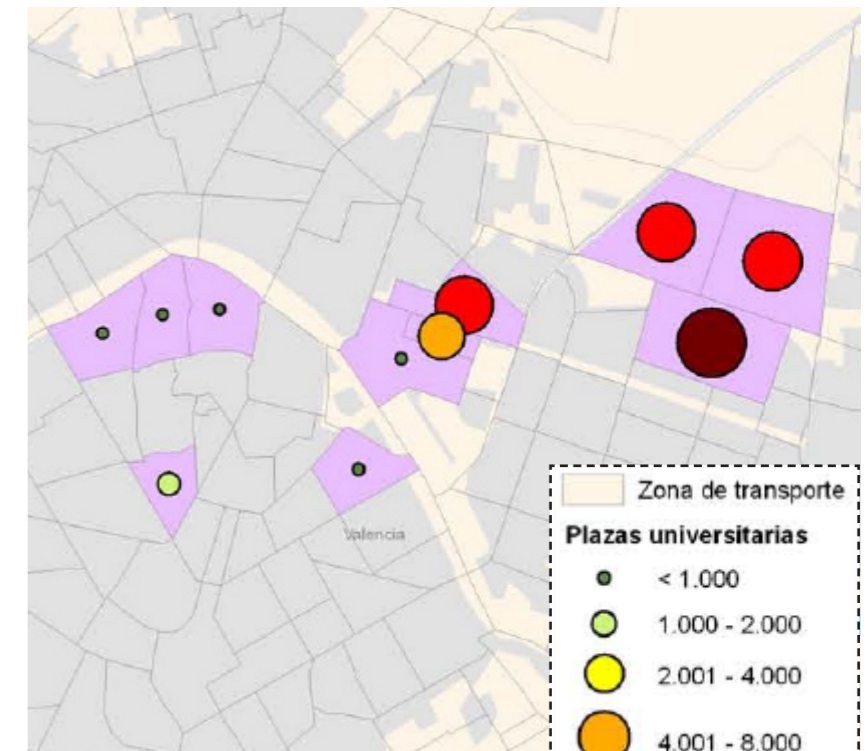 Valencia
Zona de transporte
Plazas universitarias
< 1.000
1.000 - 2.000
2.001 - 4.000
4.001 - 8.000